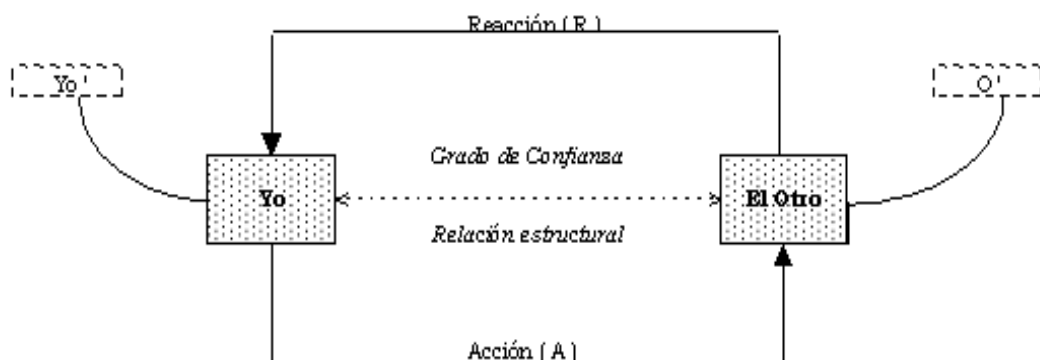 Reacción ( R )
Yo'
O'
Grado de Confianza
Yo
El Otro
Relación estructural
Acción ( A )